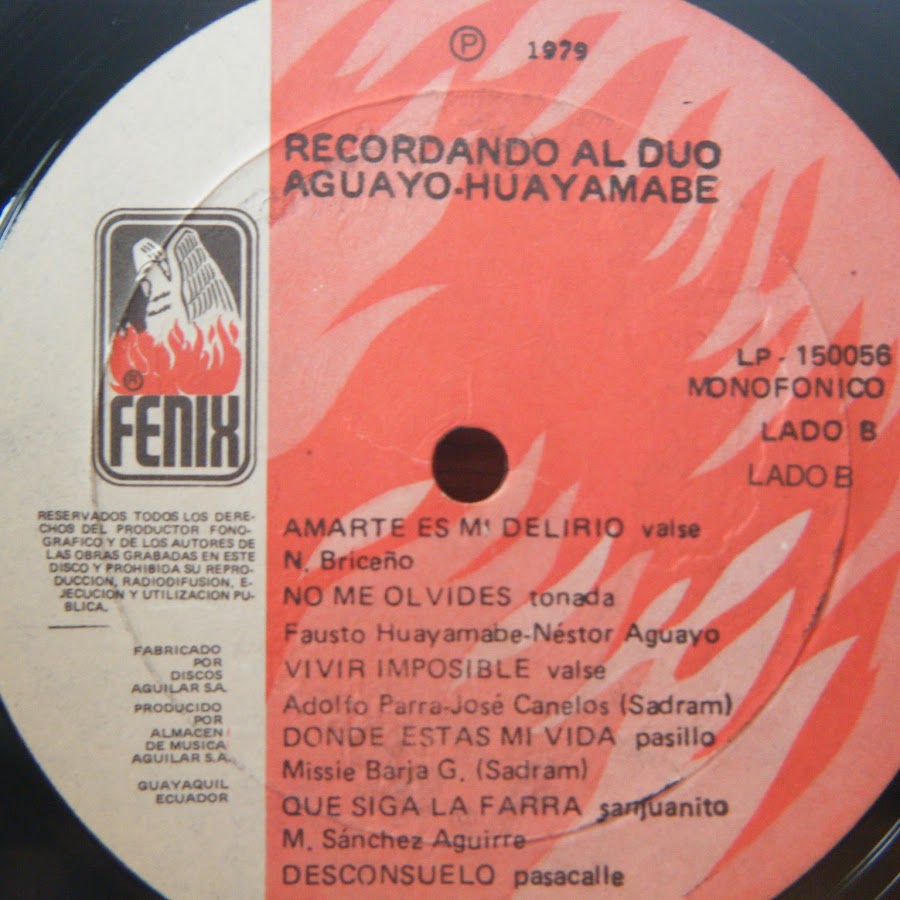 Ⓟ 1979
RECORDANDO AL DUO
AGUAYO-HUAYAMABE
®
FENIX
LP - 150056
MONOFONICO
LADO B
LADO B
RESERVADOS TODOS LOS DERE-
CHOS DEL PRODUCTOR FONO-
GRAFICO Y DE LOS AUTORES DE
LAS OBRAS GRABADAS EN ESTE
DISCO Y PROHIBIDA SU REPRO-
DUCCION, RADIODIFUSION, E-
JECUCION Y UTILIZACION PU-
BLICA.
FABRICADO
POR
DISCOS
AGUILAR S.A.
PRODUCIDO
POR
ALMACEN
DE MUSICA
AGUILAR S.A.
GUAYAQUIL
ECUADOR
AMARTE ES MI DELIRIO valse
N. Briceño
NO ME OLVIDES tonada
Fausto Huayamabe-Néstor Aguayo
VIVIR IMPOSIBLE valse
Adolfo Parra-José Canelos (Sadram)
DONDE ESTAS MI VIDA pasillo
Missie Barja G. (Sadram)
QUE SIGA LA FARRA sanjuanito
M. Sánchez Aguirre
DESCONSUELO pasacalle